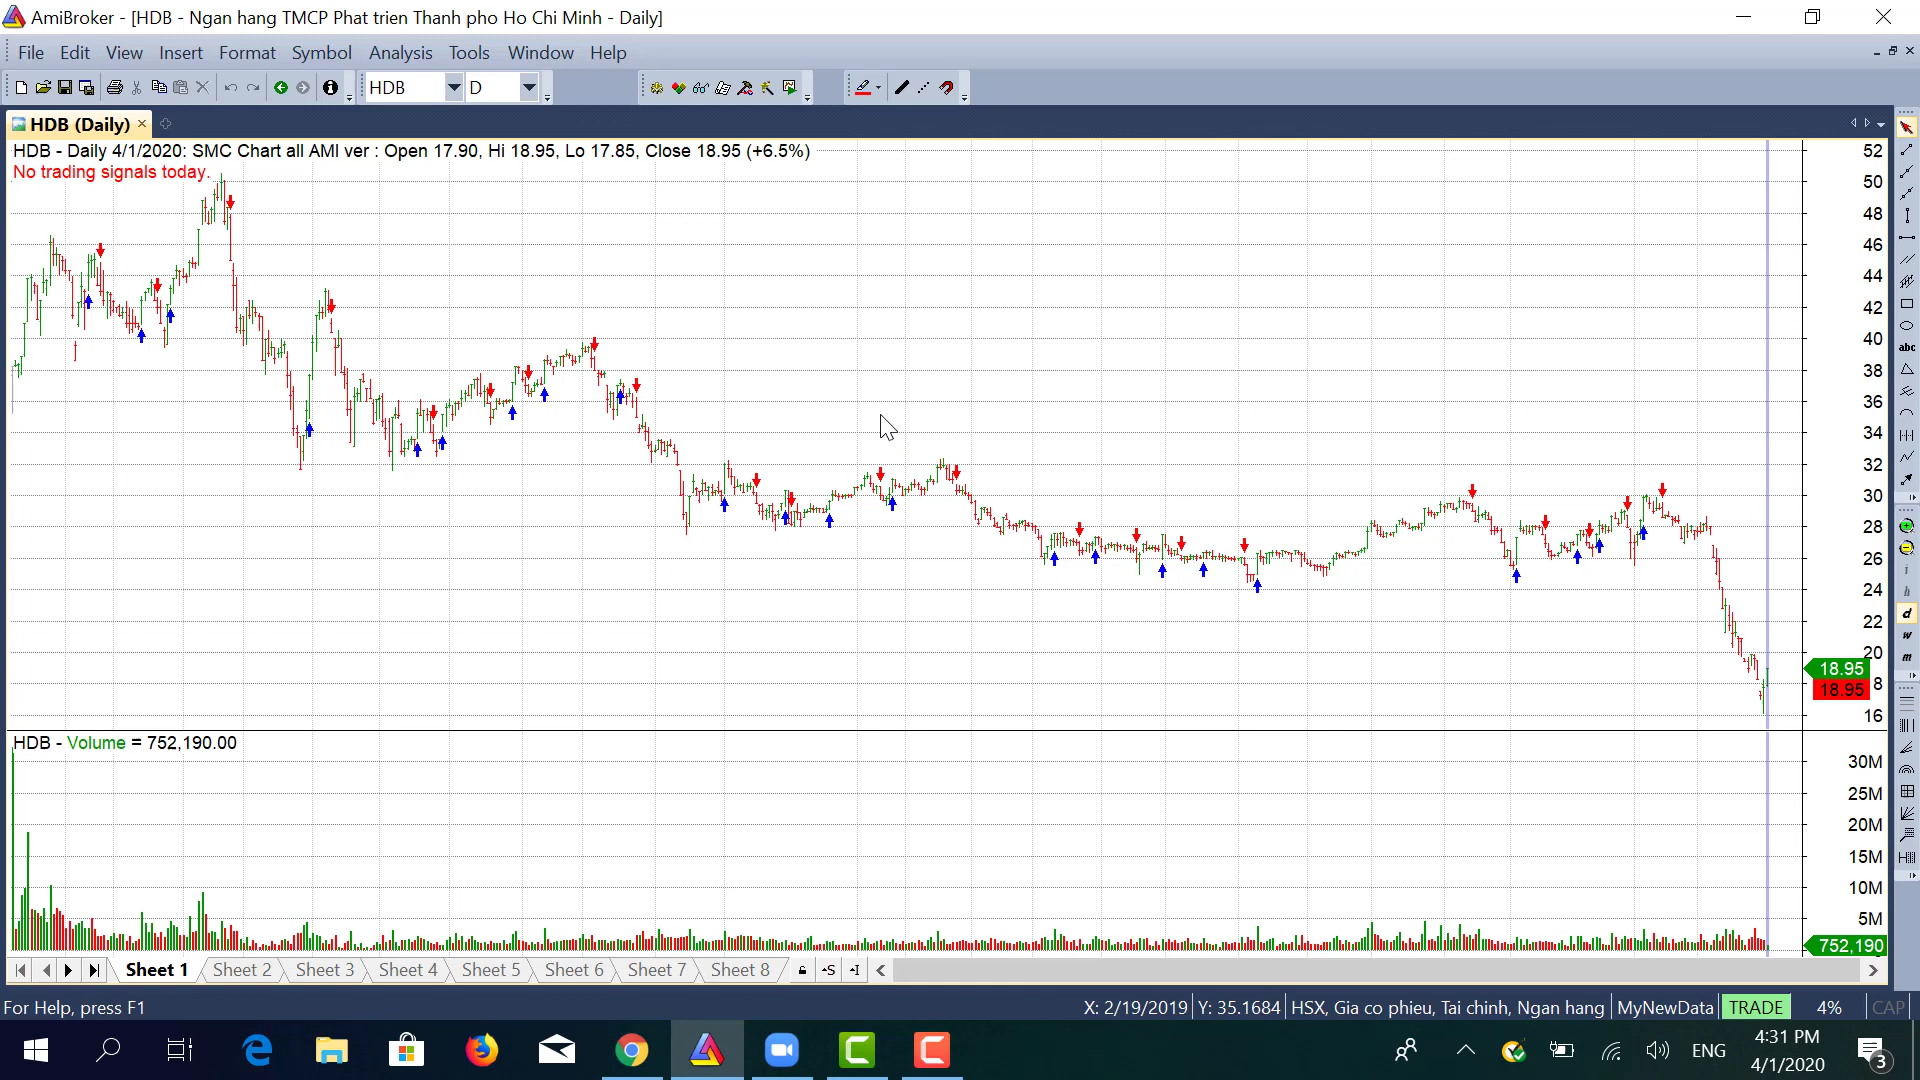 AmiBroker - [HDB - Ngan hang TMCP Phat trien Thanh pho Ho Chi Minh - Daily]
File Edit View Insert Format Symbol Analysis Tools Window Help
HDB D
HDB (Daily)
HDB - Daily 4/1/2020: SMC Chart all AMI ver : Open 17.90, Hi 18.95, Lo 17.85, Close 18.95 (+6.5%)
No trading signals today.
52
50
48
46
44
42
40
38
36
34
32
30
28
26
24
22
20
18.95
8
18.95
16
abc
i
h
d
w
m
HDB - Volume = 752,190.00
30M
25M
20M
15M
10M
5M
752,190
Sheet 1 Sheet 2 Sheet 3 Sheet 4 Sheet 5 Sheet 6 Sheet 7 Sheet 8
For Help, press F1 X: 2/19/2019 Y: 35.1684 HSX, Gia co phieu, Tai chinh, Ngan hang MyNewData TRADE 4% CAP
ENG 4:31 PM
4/1/2020 3